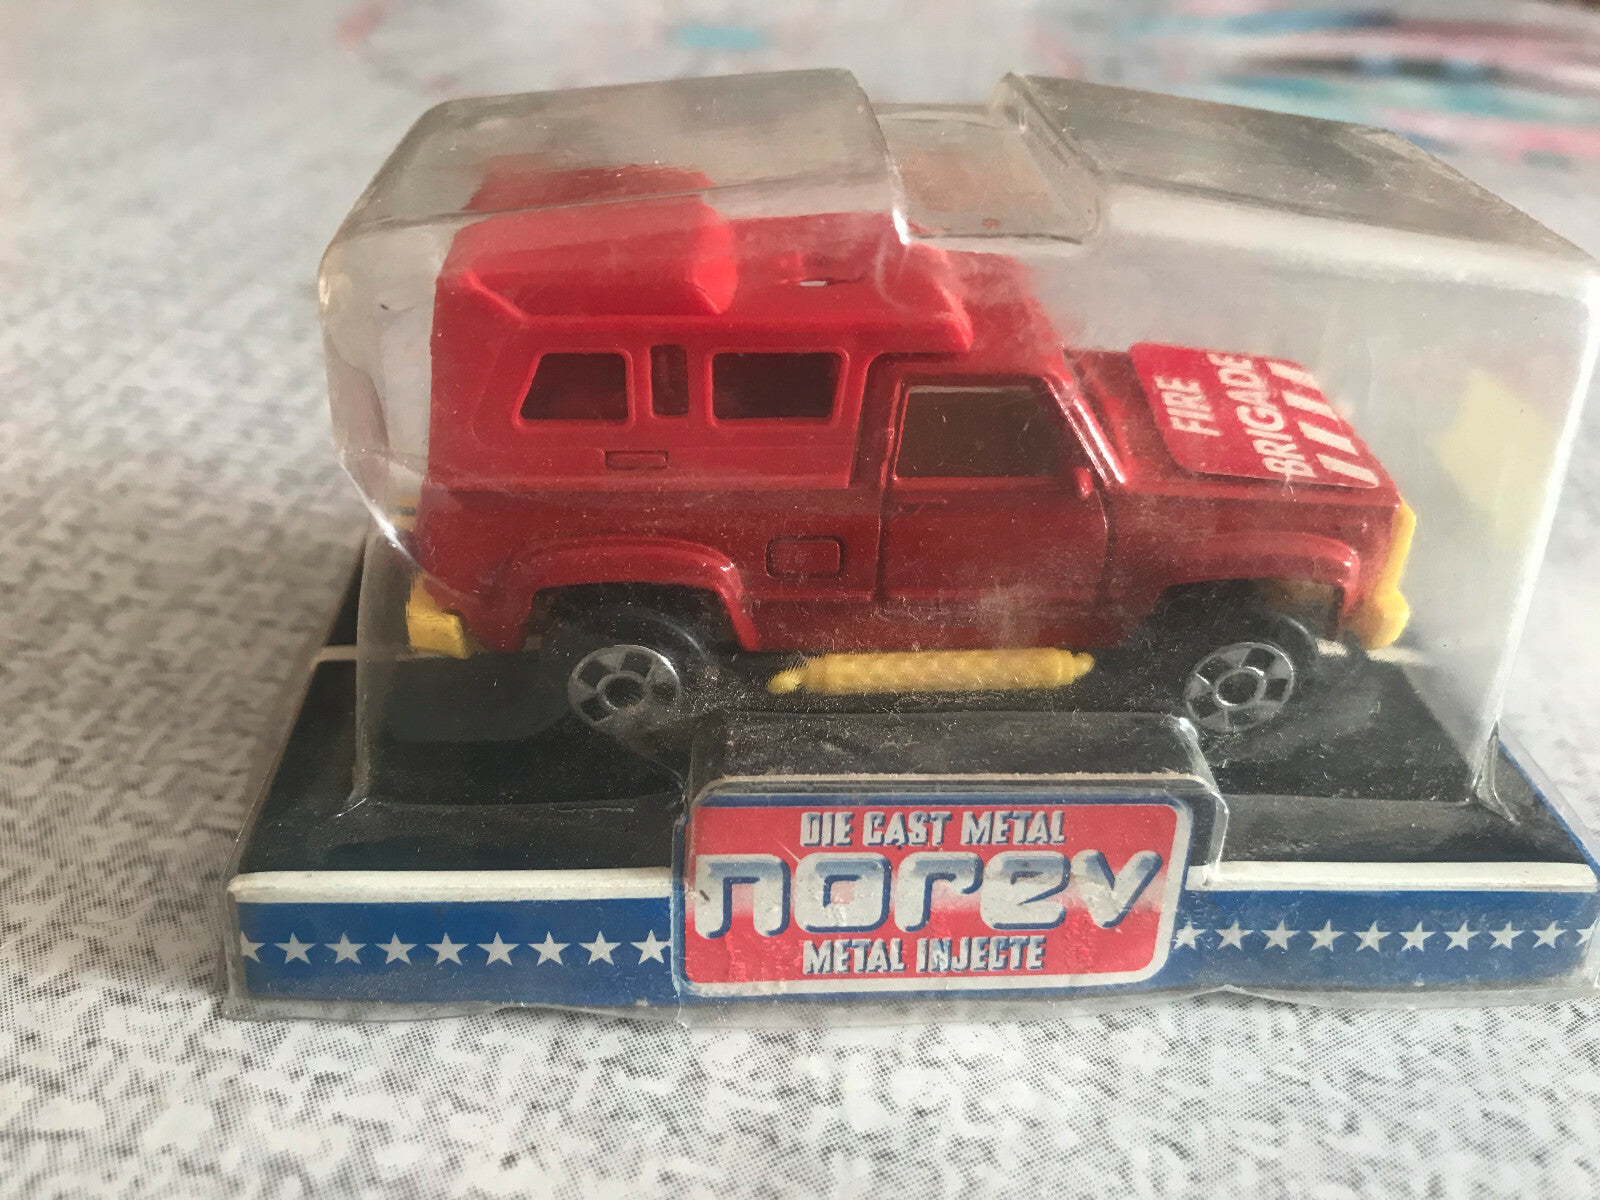 FIRE
BRIGADE
DIE CAST METAL
norev
METAL INJECTE